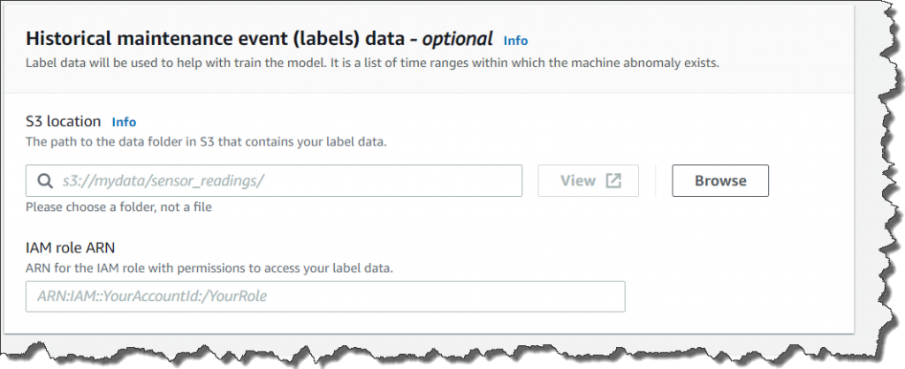 Historical maintenance event (labels) data - optional Info
Label data will be used to help with train the model. It is a list of time ranges within which the machine abnomaly exists.
S3 location Info
The path to the data folder in S3 that contains your label data.
s3://mydata/sensor_readings/ View Browse
Please choose a folder, not a file
IAM role ARN
ARN for the IAM role with permissions to access your label data.
ARN:IAM::YourAccountId:/YourRole